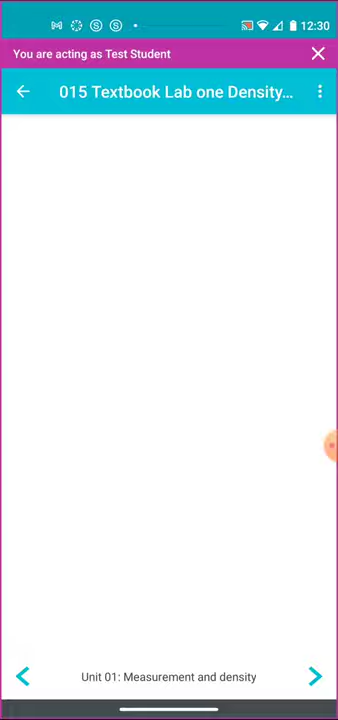 12:30
You are acting as Test Student
015 Textbook Lab one Density...
Unit 01: Measurement and density